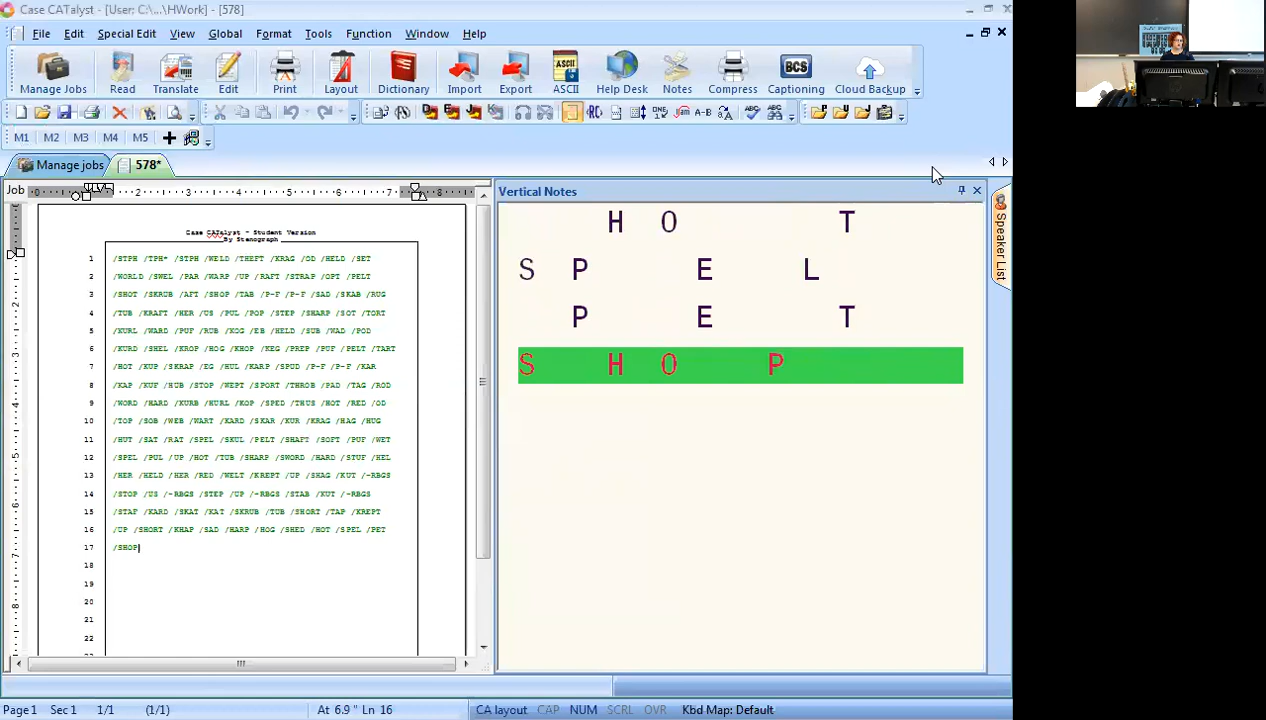 Case CATalyst - [User: C:\...\HWork] - [578]
File Edit View Special Edit Global Format Tools Function Window Help
Manage Jobs Read Translate Edit Print Layout Dictionary Import Export ASCII Help Desk Notes Compress Captioning Cloud Backup
M1 M2 M3 M4 M5
Manage jobs 578*
Job
Vertical Notes
Speaker List
Case CATalyst - Student Version
By Stenograph
1 /STPH /TPH* /STPH /WELD /THEFT /KRAG /OD /HELD /SET
2 /WORLD /SWEL /PAR /WARP /UP /RAFT /STRAP /OPT /PELT
3 /SHOT /SKRUB /AFT /SHOP /TAB /P-F /P-F /SAD /SKAB /RUG
4 /TUB /KRAFT /HER /US /PUL /POP /STEP /SHARP /SOT /TORT
5 /KURL /WARD /PUF /RUB /KOG /EB /HELD /SUB /WAD /POD
6 /KURD /SHEL /KROP /HOG /KHOP /KEG /PREP /PUF /PELT /TART
7 /HOT /KUP /SKRAP /EG /HUL /KARP /SPUD /P-F /P-F /KAR
8 /KAP /KUF /HUB /STOP /WEPT /SPORT /THROB /PAD /TAG /ROD
9 /WORD /HARD /KURB /HURL /KOP /SPED /THUS /HOT /RED /OD
10 /TOP /SOB /WEB /WART /KARD /SKAR /KUR /KRAG /HAG /HUG
11 /HUT /SAT /RAT /SPEL /SKUL /PELT /SHAFT /SOFT /PUF /WET
12 /SPEL /PUL /UP /HOT /TUB /SHARP /SWORD /HARD /STUF /HEL
13 /HER /HELD /HER /RED /WELT /KREPT /UP /SHAG /KUT /-RBGS
14 /STOP /US /-RBGS /STEP /UP /-RBGS /STAB /KUT /-RBGS
15 /STAF /KARD /SKAT /KAT /SKRUB /TUB /SHORT /TAP /KREPT
16 /UP /SHORT /KHAP /SAD /HARP /HOG /SHED /HOT /SPEL /PET
17 /SHOP
18
19
20
21
22
H O T
S P E L
P E T
S H O P
Page 1 Sec 1 1/1 (1/1) At 6.9 " Ln 16 CA layout CAP NUM SCRL OVR Kbd Map: Default